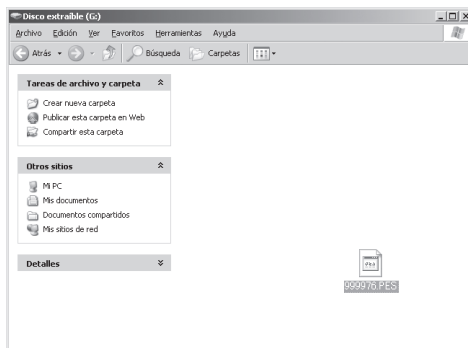 Disco extraíble (G:)
Archivo Edición Ver Favoritos Herramientas Ayuda
Atrás Búsqueda Carpetas
Tareas de archivo y carpeta
Crear nueva carpeta
Publicar esta carpeta en Web
Compartir esta carpeta
Otros sitios
Mi PC
Mis documentos
Documentos compartidos
Mis sitios de red
Detalles
999976.PES